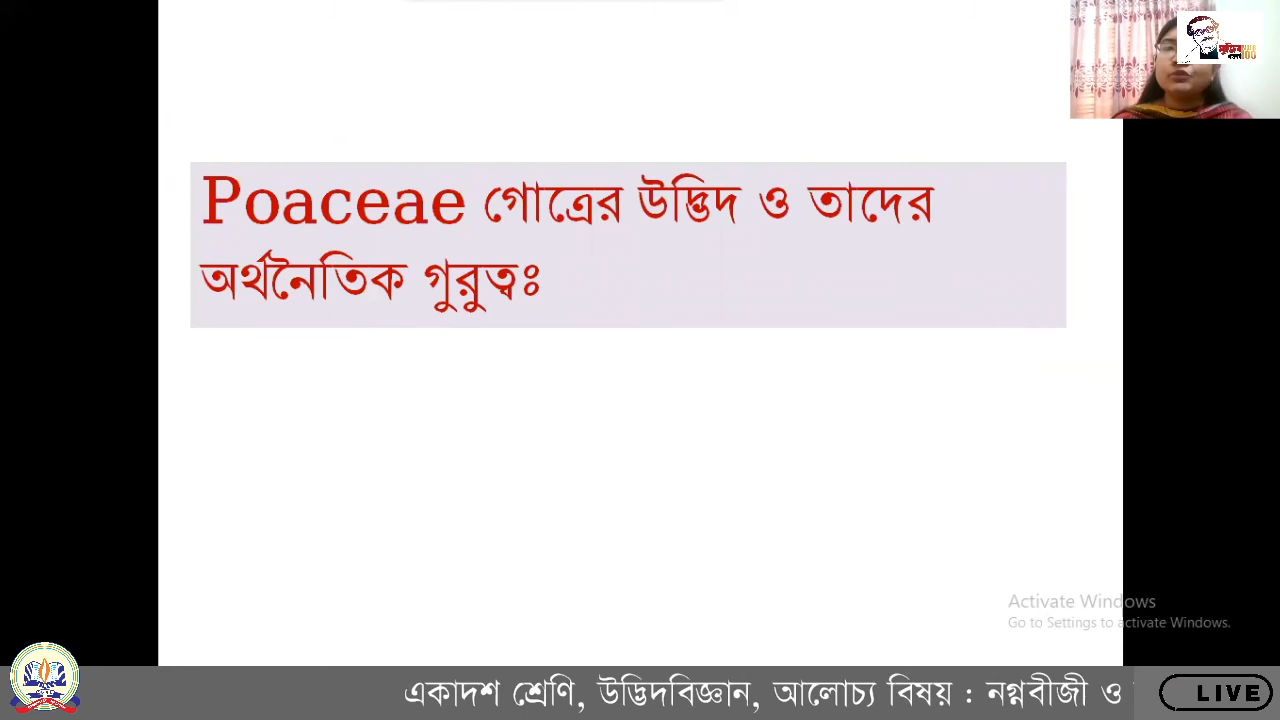 Poaceae গোত্রের উদ্ভিদ ও তাদের
অর্থনৈতিক গুরুত্বঃ
Activate Windows
Go to Settings to activate Windows.
একাদশ শ্রেণি, উদ্ভিদবিজ্ঞান, আলোচ্য বিষয় : নগ্নবীজী ও
LIVE